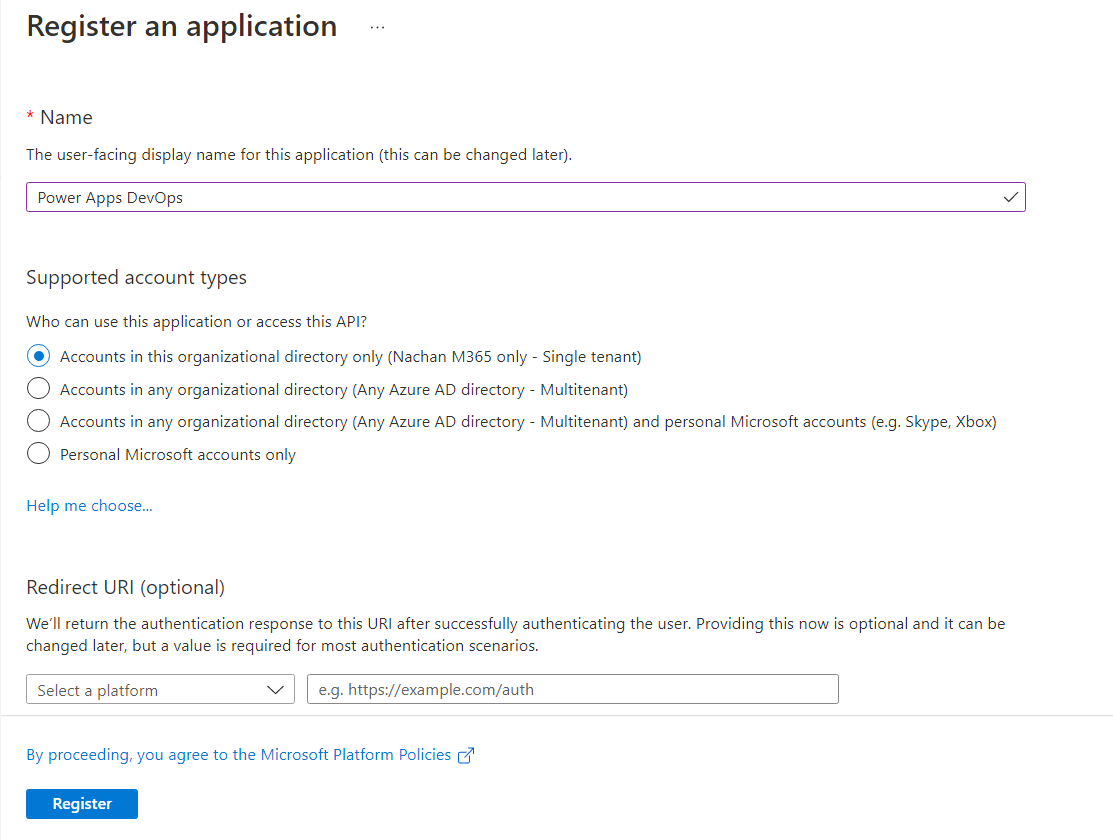 Register an application ...
* Name
The user-facing display name for this application (this can be changed later).
Power Apps DevOps
Supported account types
Who can use this application or access this API?
Accounts in this organizational directory only (Nachan M365 only - Single tenant)
Accounts in any organizational directory (Any Azure AD directory - Multitenant)
Accounts in any organizational directory (Any Azure AD directory - Multitenant) and personal Microsoft accounts (e.g. Skype, Xbox)
Personal Microsoft accounts only
Help me choose...
Redirect URI (optional)
We’ll return the authentication response to this URI after successfully authenticating the user. Providing this now is optional and it can be
changed later, but a value is required for most authentication scenarios.
Select a platform e.g. https://example.com/auth
By proceeding, you agree to the Microsoft Platform Policies
Register